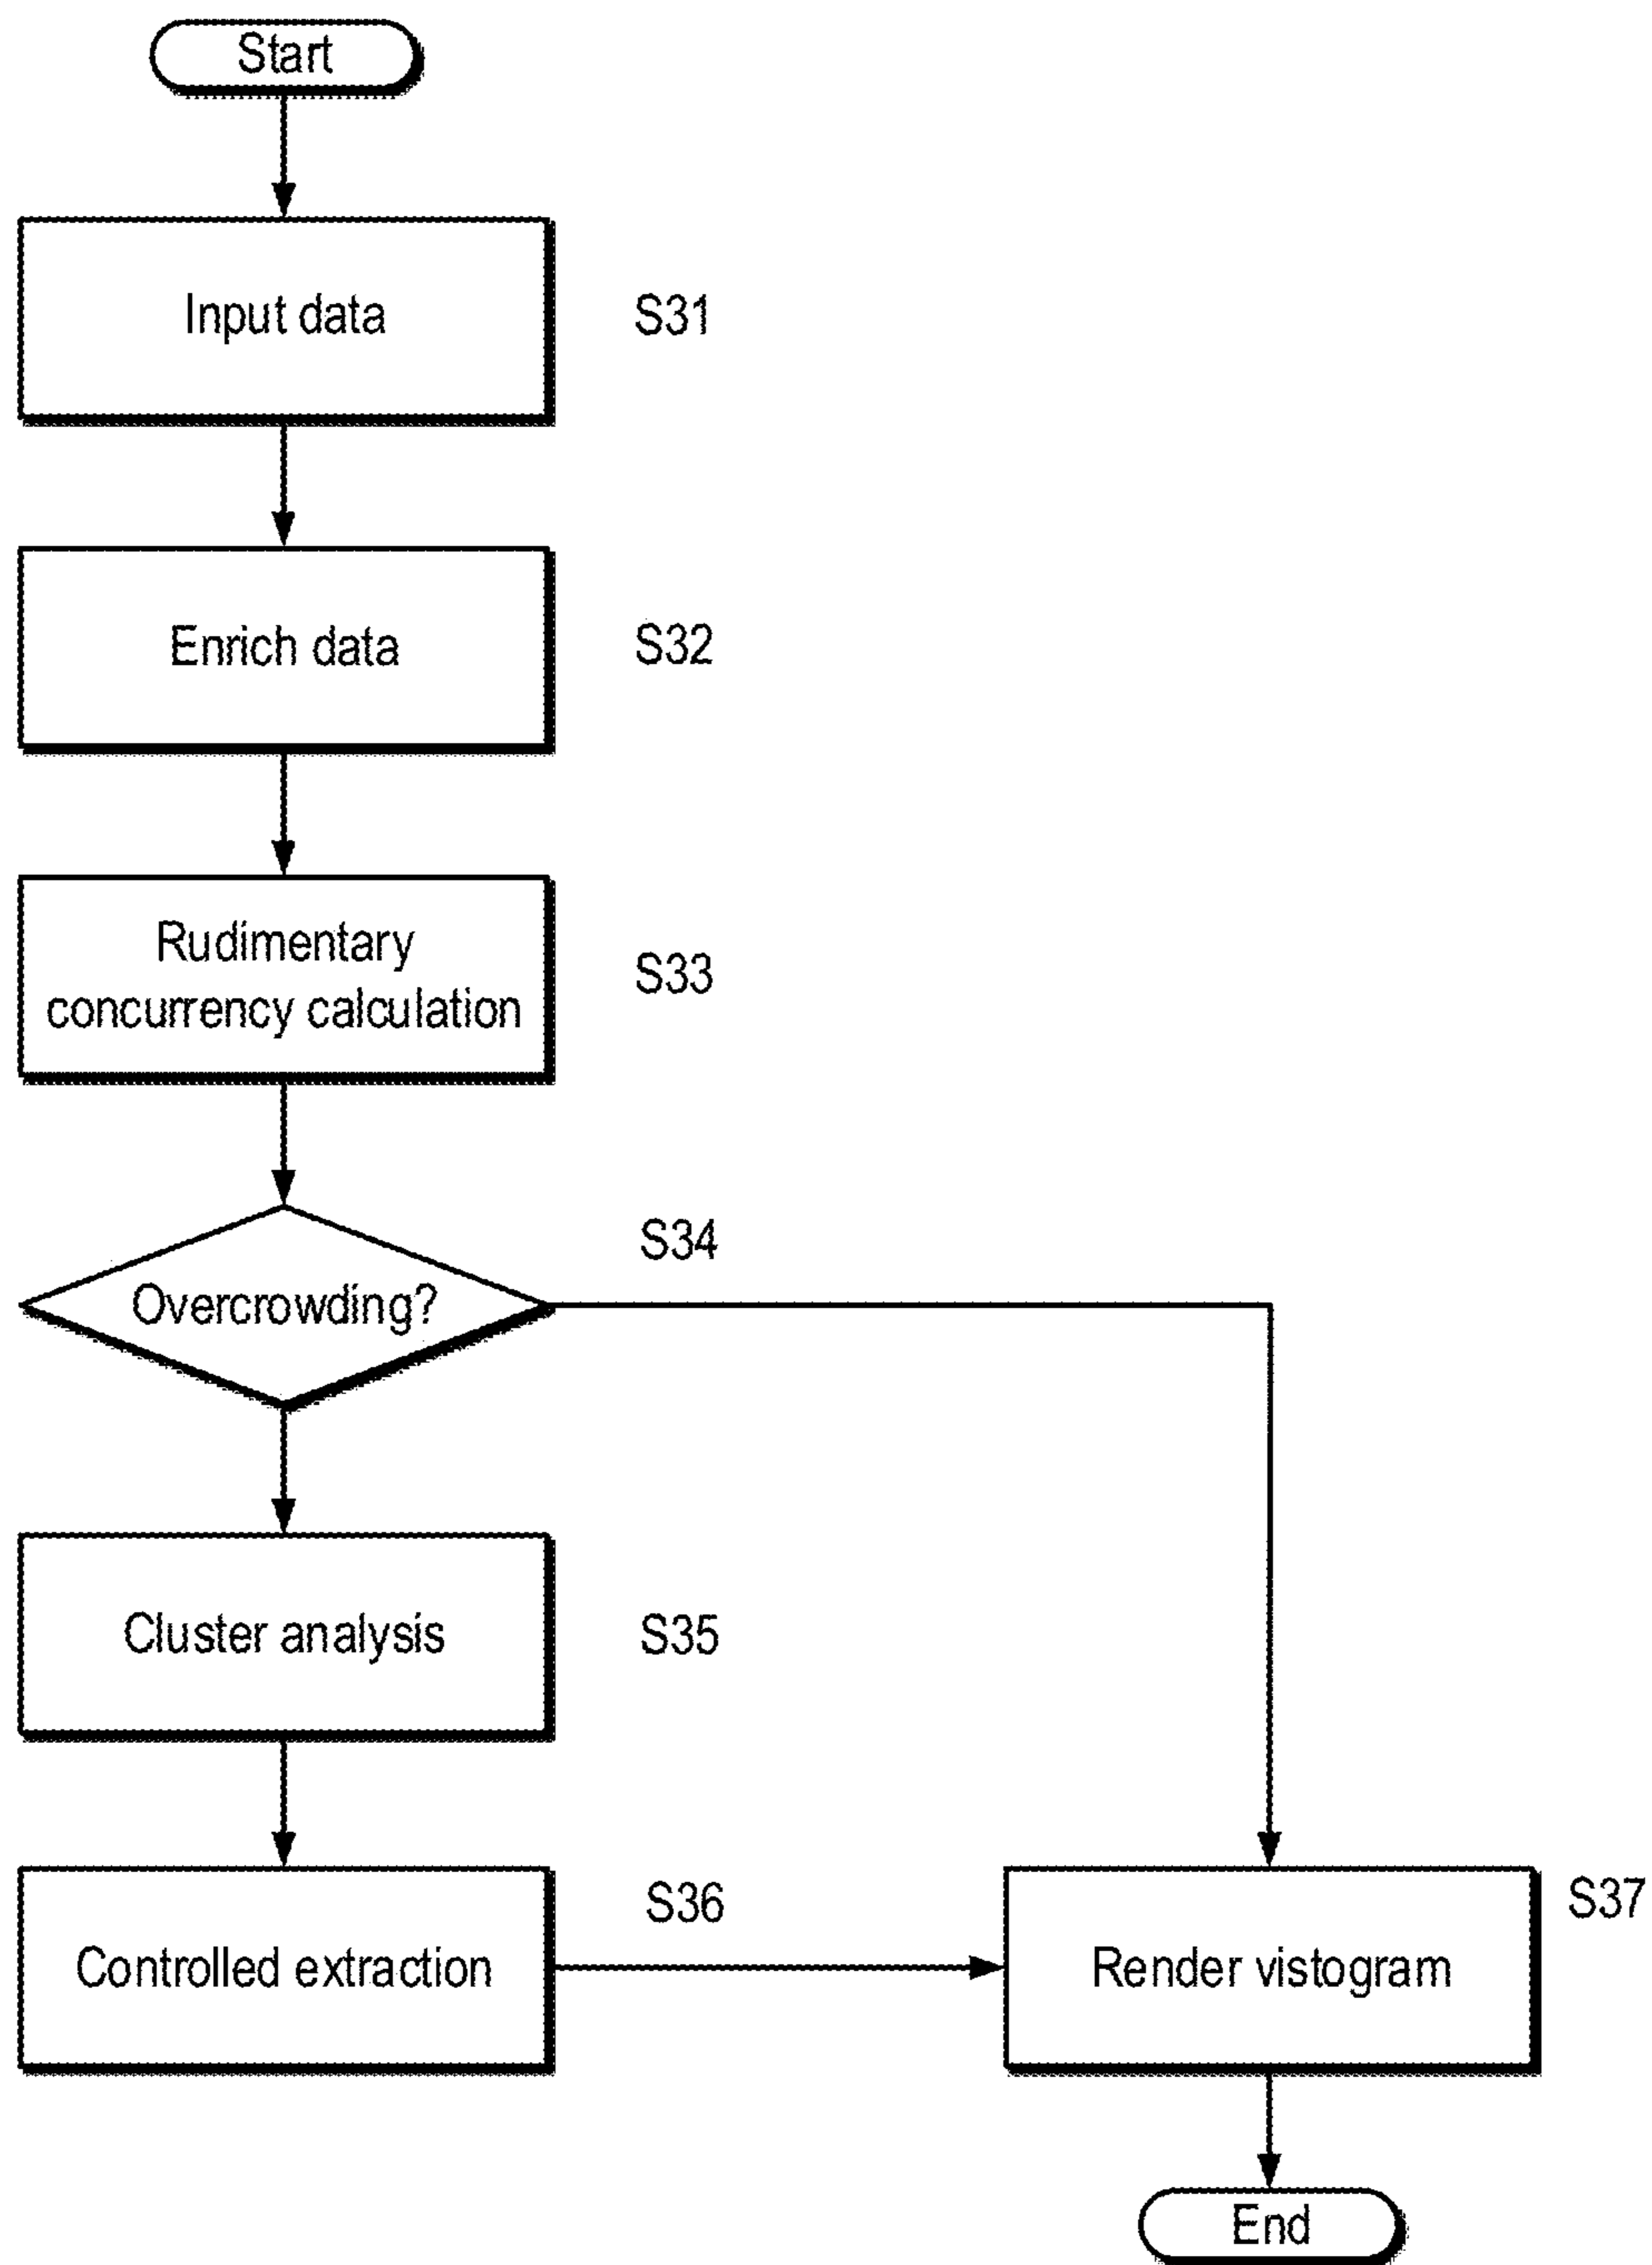 Start
Input data
S31
Enrich data
S32
Rudimentary
concurrency calculation
S33
S34
Overcrowding?
Cluster analysis
S35
S36
S37
Controlled extraction
Render vistogram
End